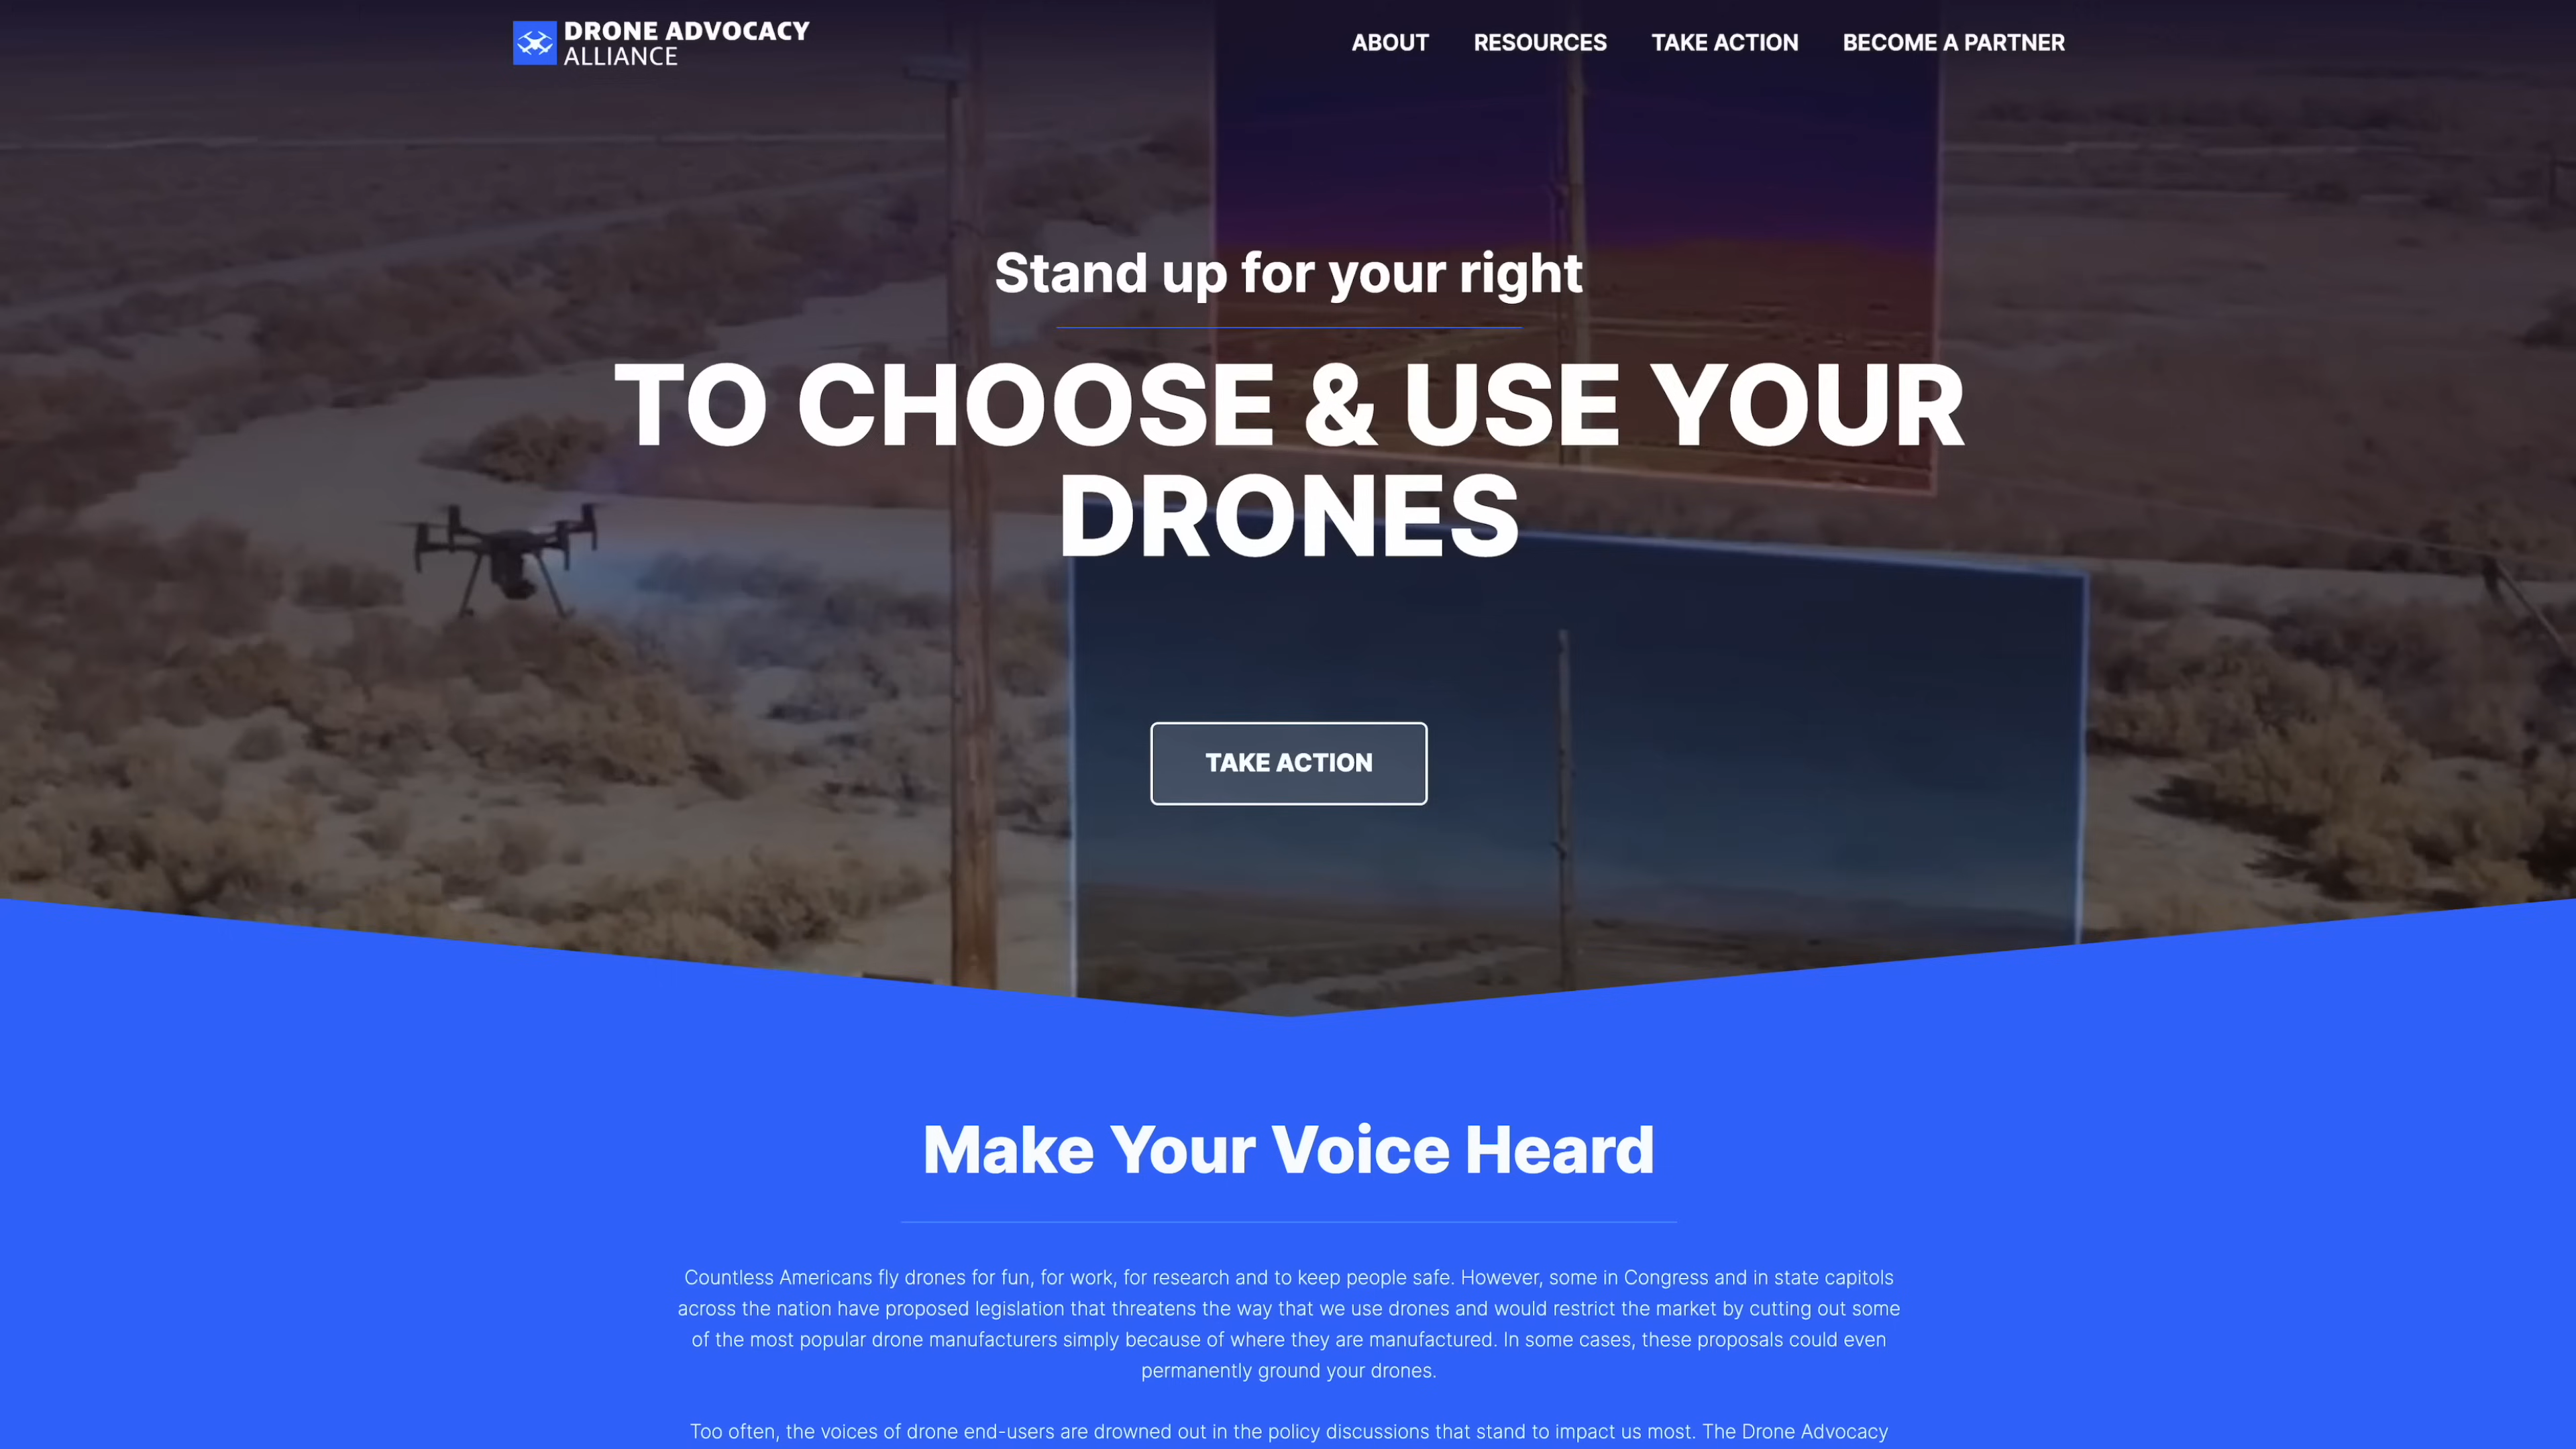 DRONE ADVOCACY
ALLIANCE
ABOUT
RESOURCES
TAKE ACTION
BECOME A PARTNER
Stand up for your right
TO CHOOSE & USE YOUR
DRONES
TAKE ACTION
Make Your Voice Heard
Countless Americans fly drones for fun, for work, for research and to keep people safe. However, some in Congress and in state capitols
across the nation have proposed legislation that threatens the way that we use drones and would restrict the market by cutting out some
of the most popular drone manufacturers simply because of where they are manufactured. In some cases, these proposals could even
permanently ground your drones.
Too often, the voices of drone end-users are drowned out in the policy discussions that stand to impact us most. The Drone Advocacy